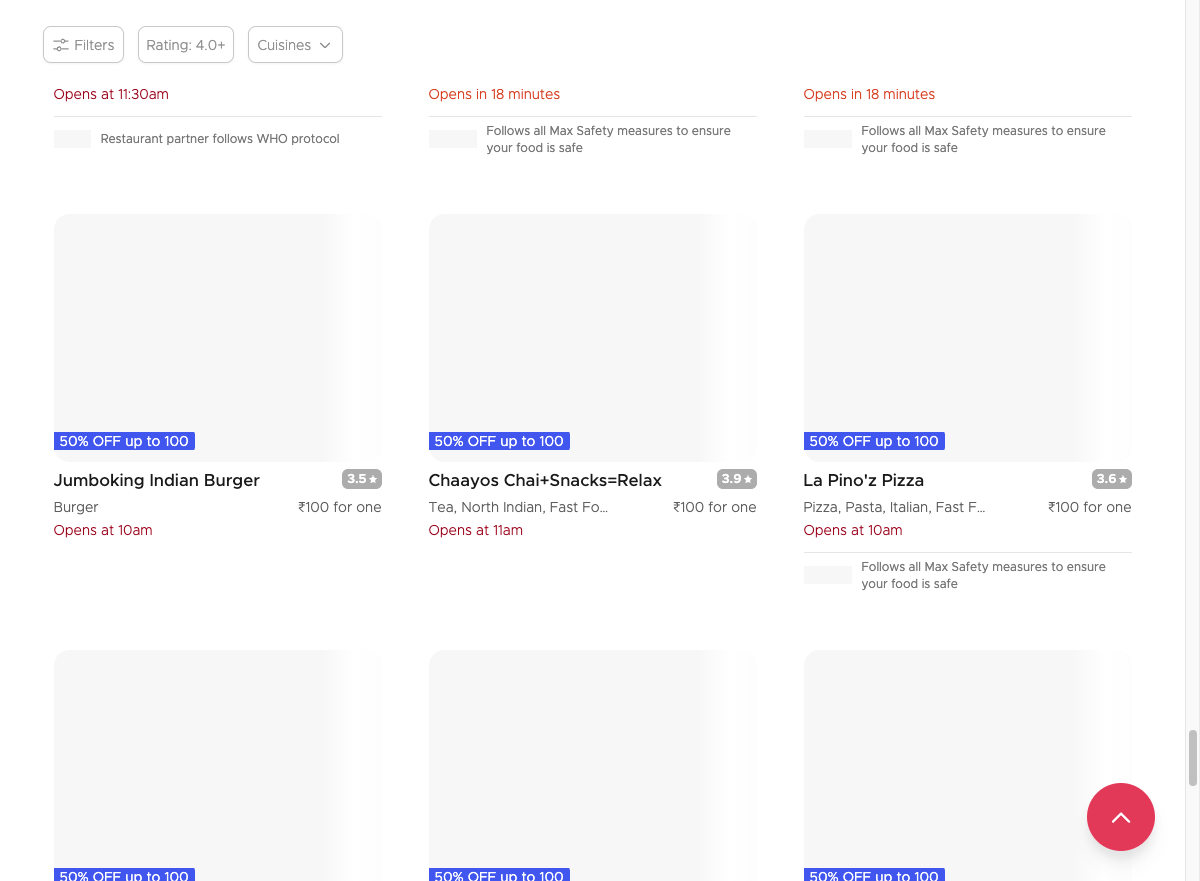 Filters
Rating: 4.0+
Cuisines
Opens at 11:30am
Opens in 18 minutes
Opens in 18 minutes
Restaurant partner follows WHO protocol
Follows all Max Safety measures to ensure
your food is safe
Follows all Max Safety measures to ensure
your food is safe
50% OFF up to 100
50% OFF up to 100
50% OFF up to 100
Jumboking Indian Burger
3.5
Burger
₹100 for one
Opens at 10am
Chaayos Chai+Snacks=Relax
3.9
Tea, North Indian, Fast Fo...
₹100 for one
Opens at 11am
La Pino'z Pizza
3.6
Pizza, Pasta, Italian, Fast F...
₹100 for one
Opens at 10am
Follows all Max Safety measures to ensure
your food is safe
50% OFF up to 100
50% OFF up to 100
50% OFF up to 100